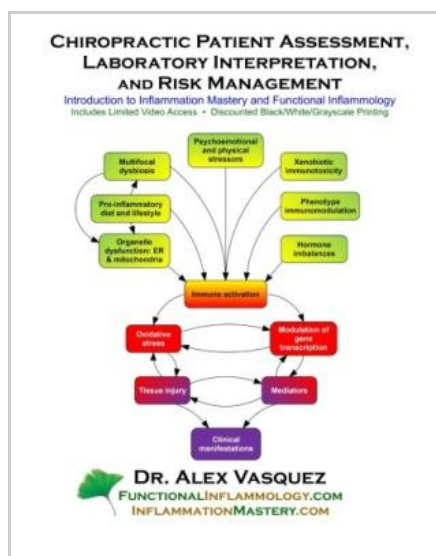 CHIROPRACTIC PATIENT ASSESSMENT,
LABORATORY INTERPRETATION,
AND RISK MANAGEMENT
Introduction to Inflammation Mastery and Functional Inflammology
Includes Limited Video Access • Discounted Black/White/Grayscale Printing
Psychoemotional
and physical
stressors
Multifocal
dysbiosis
Xenobiotic
immunotoxicity
Pro-inflammatory
diet and lifestyle
Phenotype
immunomodulation
Organelle
dysfunction: ER
& mitochondria
Hormone
imbalances
Immune activation
Oxidative
stress
Modulation of
gene
transcription
Tissue injury
Mediators
Clinical
manifestations
DR. ALEX VASQUEZ
FUNCTIONALINFLAMMOLOGY.COM
INFLAMMATIONMASTERY.COM